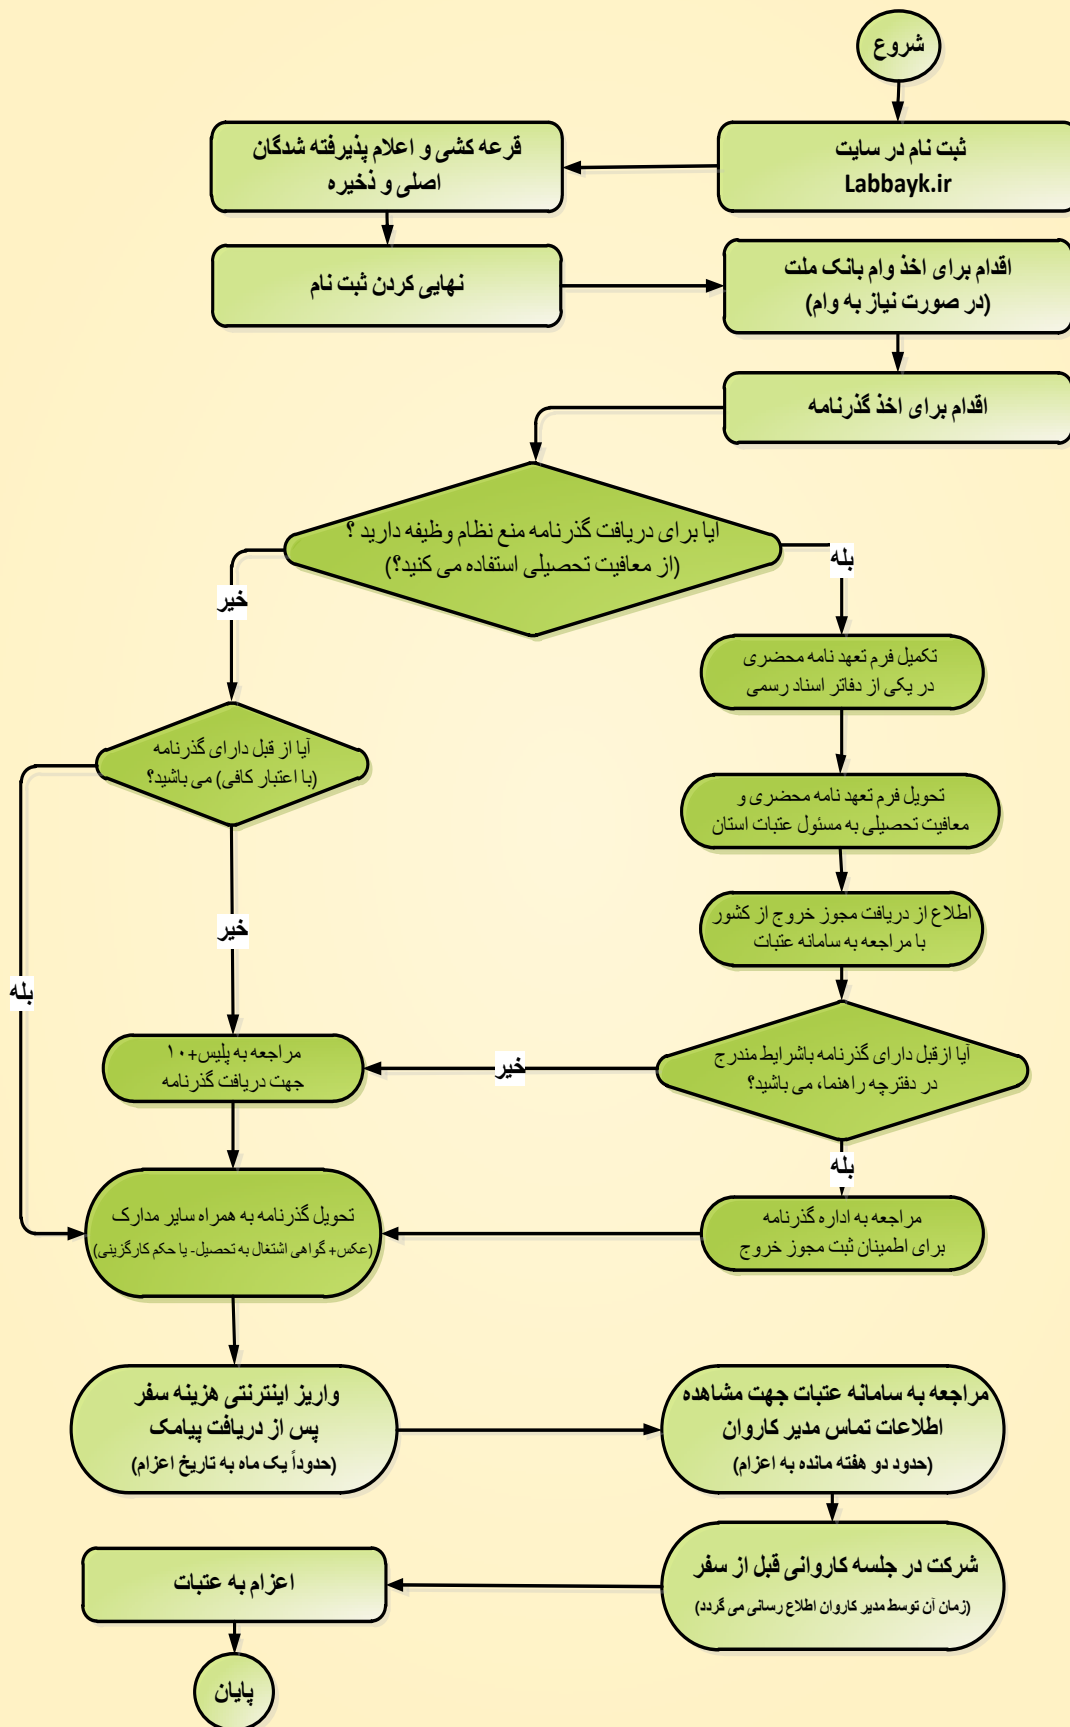 شروع
ثبت نام در سایت
Labbayk.ir
قرعه کشی و اعلام پذیرفته شدگان
اصلی و ذخیره
نهایی کردن ثبت نام
اقدام برای اخذ وام بانک ملت
(در صورت نیاز به وام)
اقدام برای اخذ گذرنامه
ایا برای دریافت گذرنامه منع نظام وظیفه دارید ؟
(از معافیت تحصیلی استفاده می کنید؟)
بله
خیر
تکمیل فرم تعهد نامه محضری
در یکی از دفاتر اسناد رسمی
آیا از قبل دارای گذرنامه
(با اعتبار کافی) می باشید؟
تحویل فرم تعهد نامه محضری و
معافیت تحصیلی به مسئول عتبات استان
اطلاع از دریافت مجوز خروج از کشور
با مراجعه به سامانه عتبات
خیر
بله
آیا ازقبل دارای گذرنامه باشرایط مندرج
در دفترچه راهنما، می باشید؟
خیر
مراجعه به پلیس+۱۰
جهت دریافت گذرنامه
بله
مراجعه به اداره گذرنامه
برای اطمینان ثبت مجوز خروج
تحویل گذرنامه به همراه سایر مدارک
(عکس+ گواهی اشتغال به تحصیل- یا حکم کارگزینی)
واریز اینترنتی هزینه سفر
پس از دریافت پیامک
(حدوداً یک ماه به تاریخ اعزام)
مراجعه به سامانه عتبات جهت مشاهده
اطلاعات تماس مدیر کاروان
(حدود دو هفته مانده به اعزام)
شرکت در جلسه کاروانی قبل از سفر
(زمان آن توسط مدیر کاروان اطلاع رسانی می گردد)
اعزام به عتبات
پایان